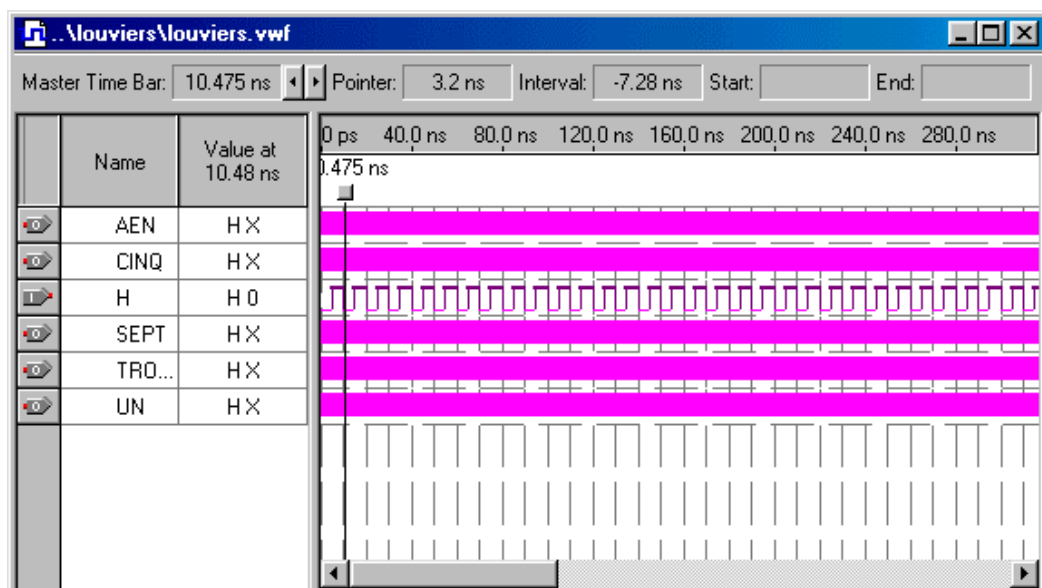 ..\louviers\louviers.vwf
Master Time Bar: 10.475 ns Pointer: 3.2 ns Interval: -7.28 ns Start: End:
Name Value at 10.48 ns 0 ps 40.0 ns 80.0 ns 120.0 ns 160.0 ns 200.0 ns 240.0 ns 280.0 ns
0.475 ns
AEN H X
CINQ H X
H H 0
SEPT H X
TRO... H X
UN H X